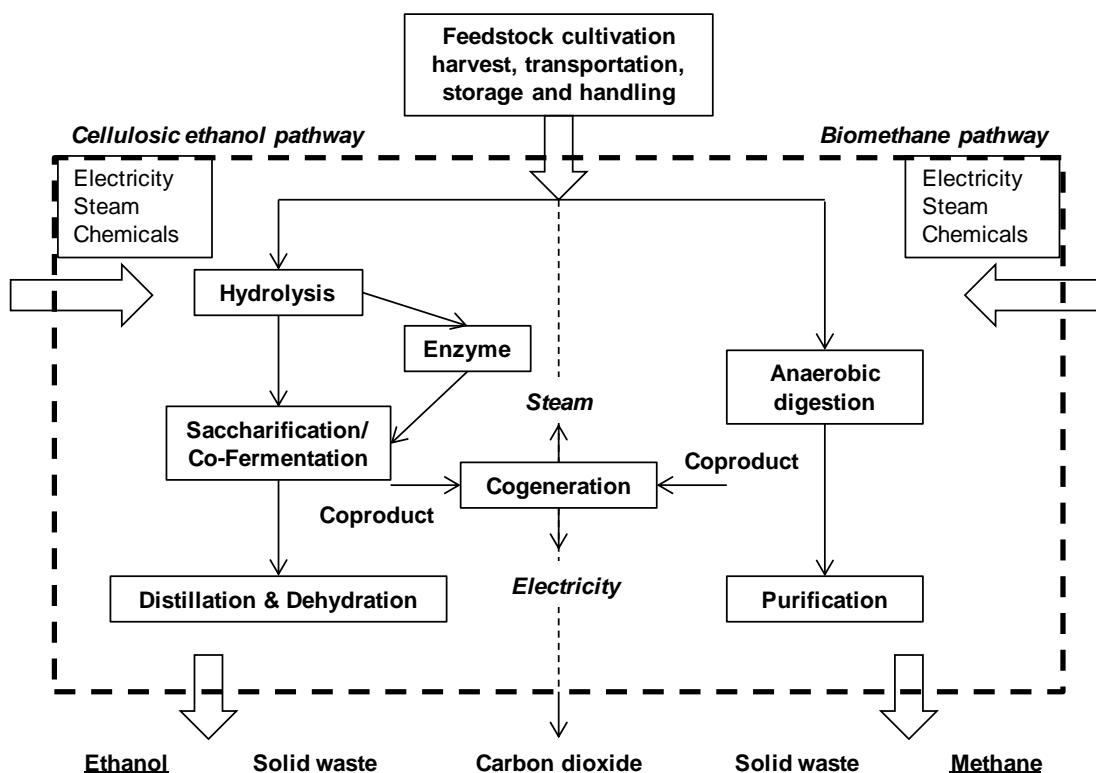 Feedstock cultivation
harvest, transportation,
storage and handling
Cellulosic ethanol pathway
Biomethane pathway
Electricity
Steam
Chemicals
Electricity
Steam
Chemicals
Hydrolysis
Enzyme
Anaerobic
digestion
Steam
Saccharification/
Co-Fermentation
Coproduct
Cogeneration
Coproduct
Electricity
Distillation & Dehydration
Purification
Ethanol
Solid waste
Carbon dioxide
Solid waste
Methane